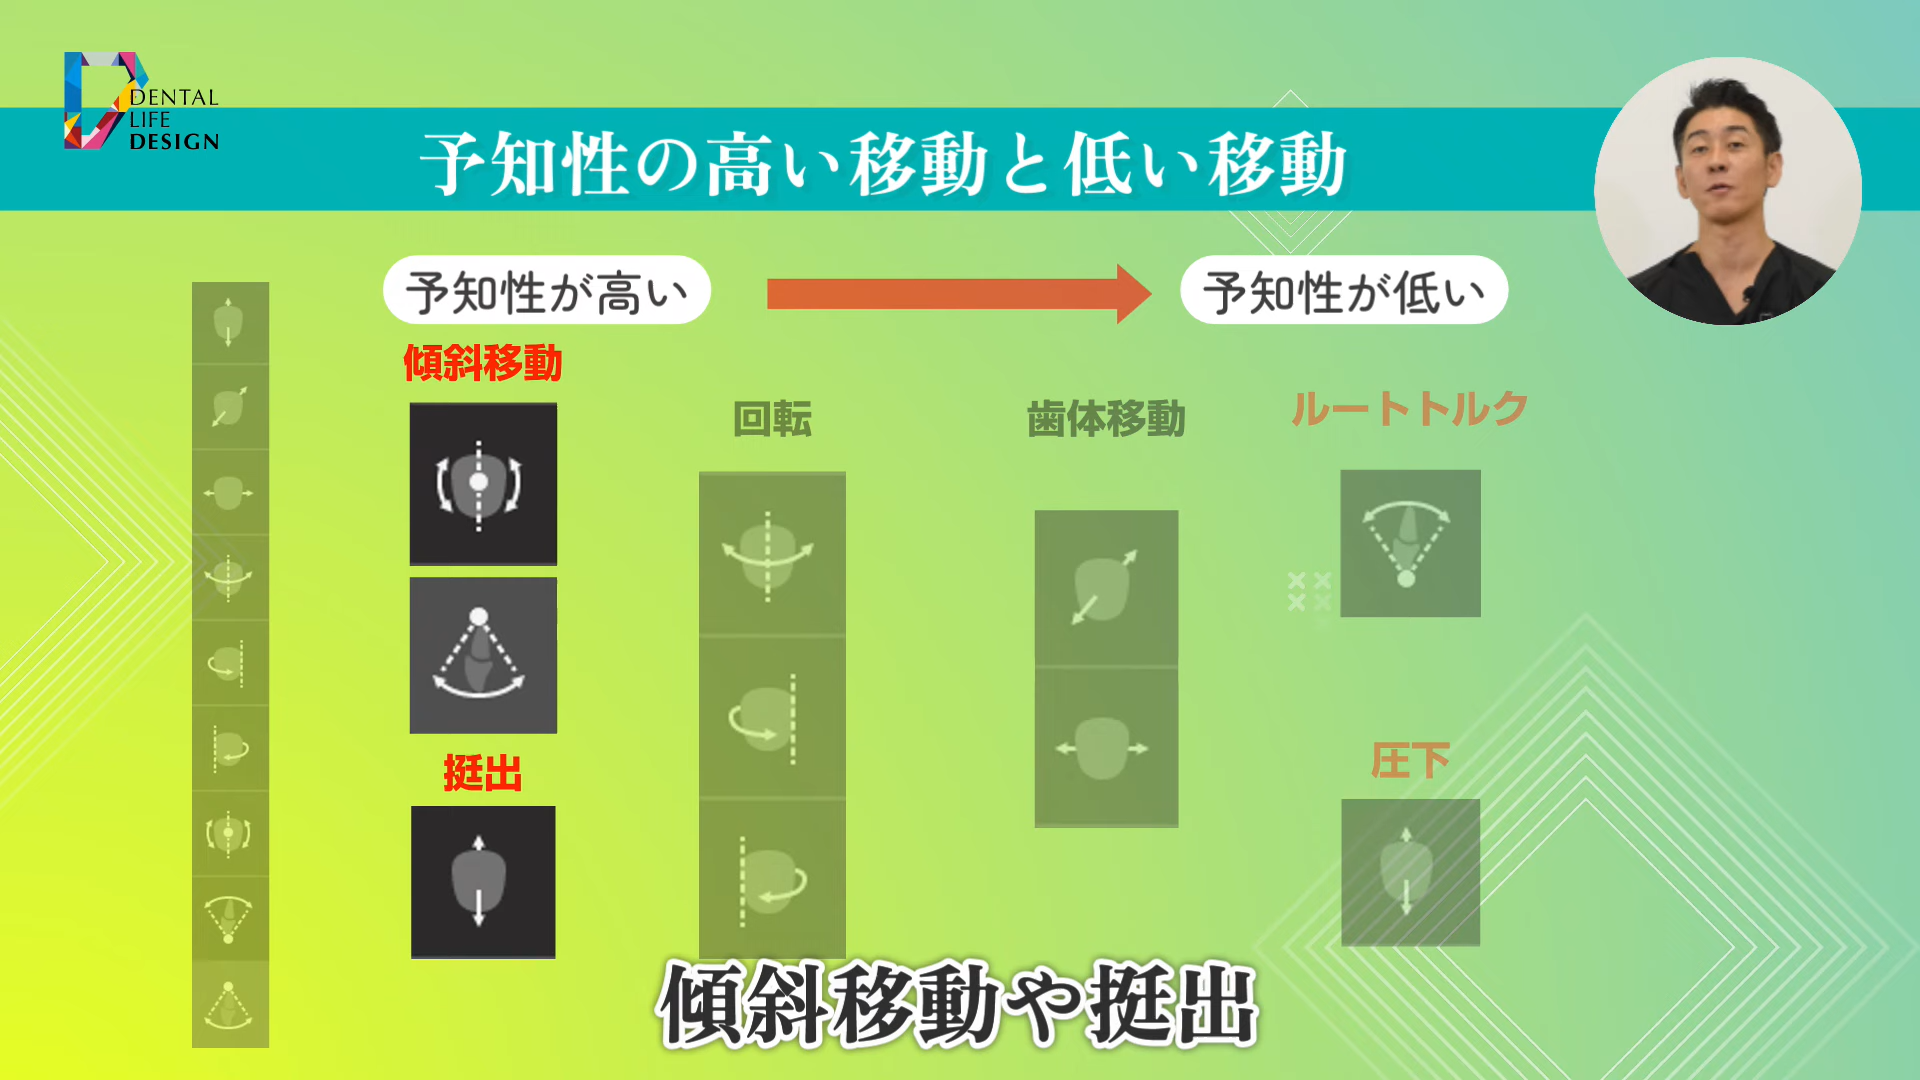 DENTAL
LIFE
DESIGN
予知性の高い移動と低い移動
予知性が高い
予知性が低い
傾斜移動
回転
歯体移動
ルートトルク
挺出
圧下
傾斜移動や挺出